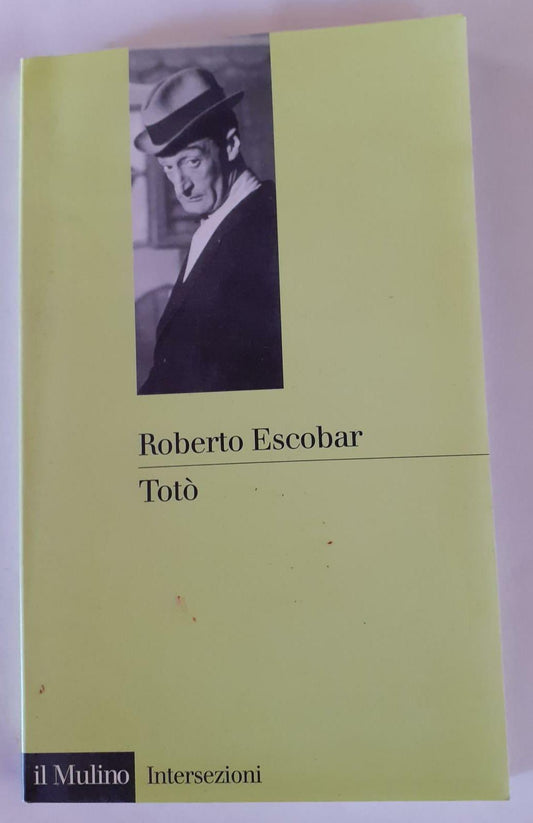 Roberto Escobar
Totò
il Mulino Intersezioni